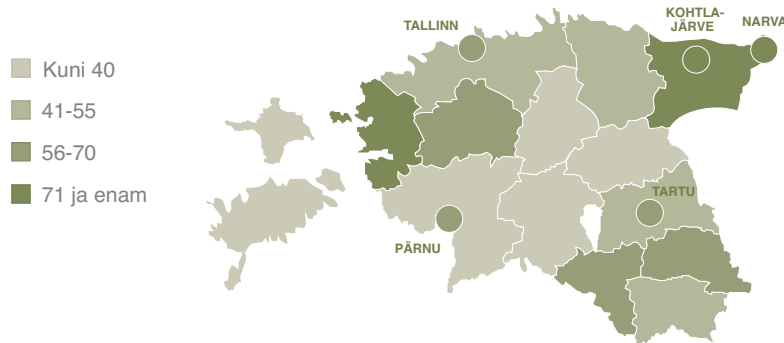 Kuni 40
41-55
56-70
71 ja enam
TALLINN
KOHTLA-
JÄRVE
NARVA
TARTU
PÄRNU